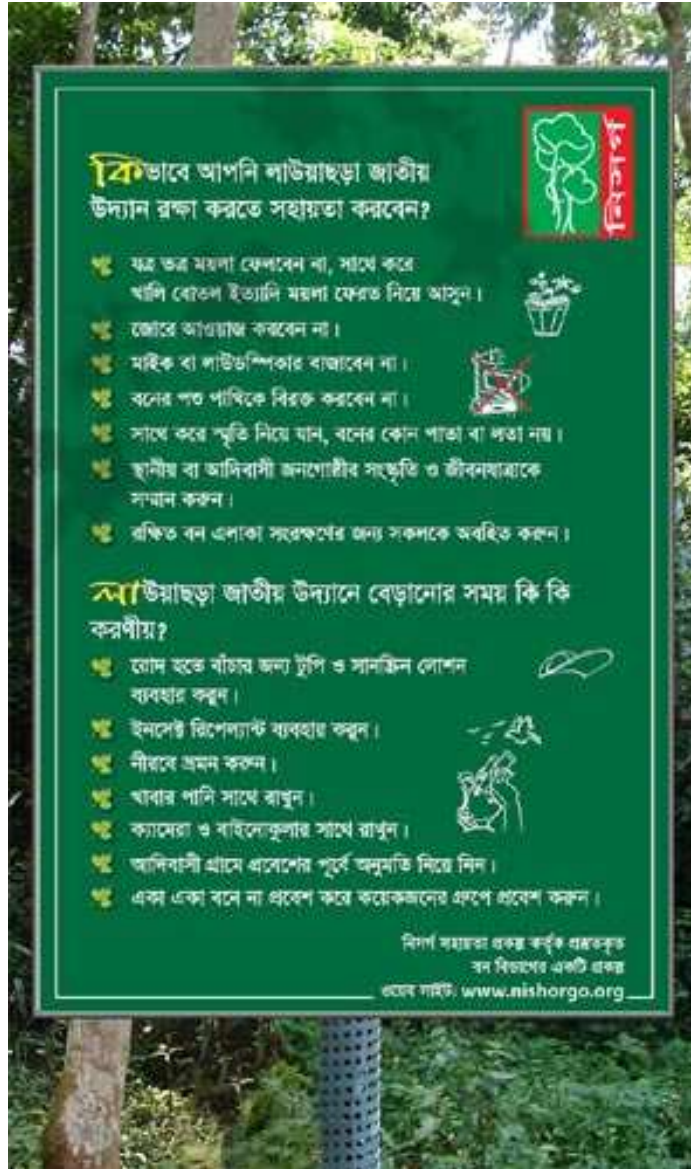 নিসর্গ
কিভাবে আপনি লাউয়াছড়া জাতীয়
উদ্যান রক্ষা করতে সহায়তা করবেন?
যত্র তত্র ময়লা ফেলবেন না, সাথে করে
খালি বোতল ইত্যাদি ময়লা ফেরত নিয়ে আসুন।
জোরে আওয়াজ করবেন না।
মাইক বা লাউডস্পিকার বাজাবেন না।
বনের পশু পাখিকে বিরক্ত করবেন না।
সাথে করে স্মৃতি নিয়ে যান, বনের কোন পাতা বা লতা নয়।
স্থানীয় বা আদিবাসী জনগোষ্ঠীর সংস্কৃতি ও জীবনযাত্রাকে
সম্মান করুন।
রক্ষিত বন এলাকা সংরক্ষণের জন্য সকলকে অবহিত করুন।
লাউয়াছড়া জাতীয় উদ্যানে বেড়ানোর সময় কি কি
করণীয়?
রোদ হতে বাঁচার জন্য টুপি ও সানস্ক্রিন লোশন
ব্যবহার করুন।
ইনসেক্ট রিপেল্যান্ট ব্যবহার করুন।
নীরবে ভ্রমন করুন।
খাবার পানি সাথে রাখুন।
ক্যামেরা ও বাইনোকুলার সাথে রাখুন।
আদিবাসী গ্রামে প্রবেশের পূর্বে অনুমতি নিয়ে নিন।
একা একা বনে না প্রবেশ করে কয়েকজনের গ্রুপে প্রবেশ করুন।
নিসর্গ সহায়তা প্রকল্প কর্তৃক প্রস্তুতকৃত
বন বিভাগের একটি প্রকল্প
ওয়েব সাইট: www.nishorgo.org